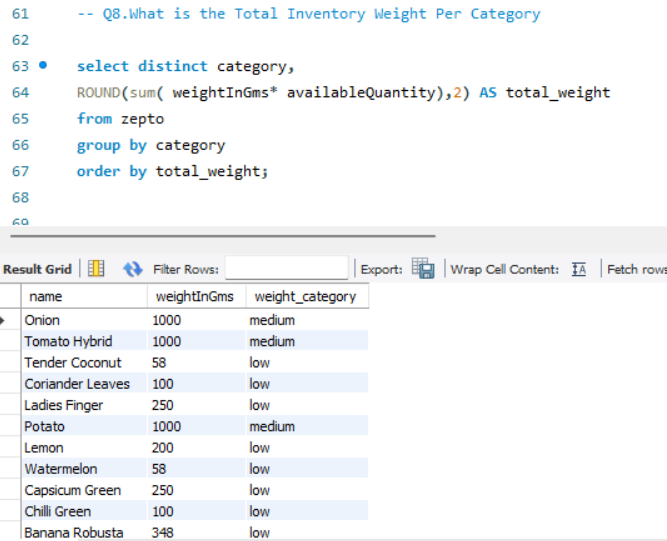 61 -- Q8.What is the Total Inventory Weight Per Category
62
63 select distinct category,
64 ROUND(sum( weightInGms* availableQuantity),2) AS total_weight
65 from zepto
66 group by category
67 order by total_weight;
68
69
Result Grid Filter Rows: Export: Wrap Cell Content: IA Fetch rows
name weightInGms weight_category
Onion 1000 medium
Tomato Hybrid 1000 medium
Tender Coconut 58 low
Coriander Leaves 100 low
Ladies Finger 250 low
Potato 1000 medium
Lemon 200 low
Watermelon 58 low
Capsicum Green 250 low
Chilli Green 100 low
Banana Robusta 348 low